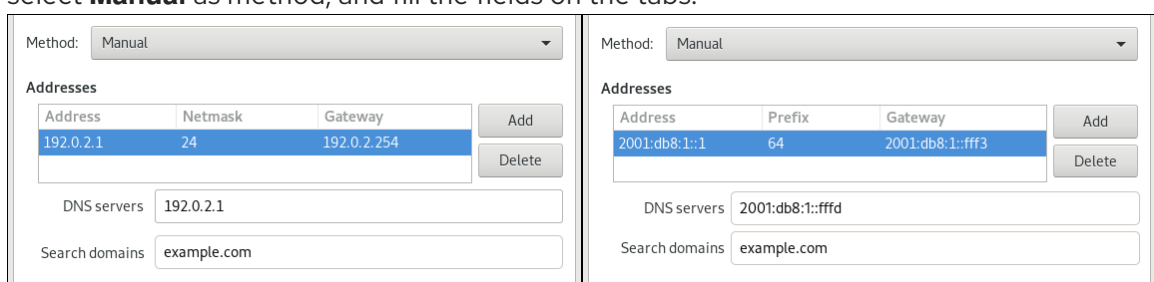 select Manual as method, and fill the fields on the tabs:
Method: Manual
Addresses
Address Netmask Gateway
192.0.2.1 24 192.0.2.254
Add
Delete
DNS servers 192.0.2.1
Search domains example.com
Method: Manual
Addresses
Address Prefix Gateway
2001:db8:1::1 64 2001:db8:1::fff3
Add
Delete
DNS servers 2001:db8:1::fffd
Search domains example.com